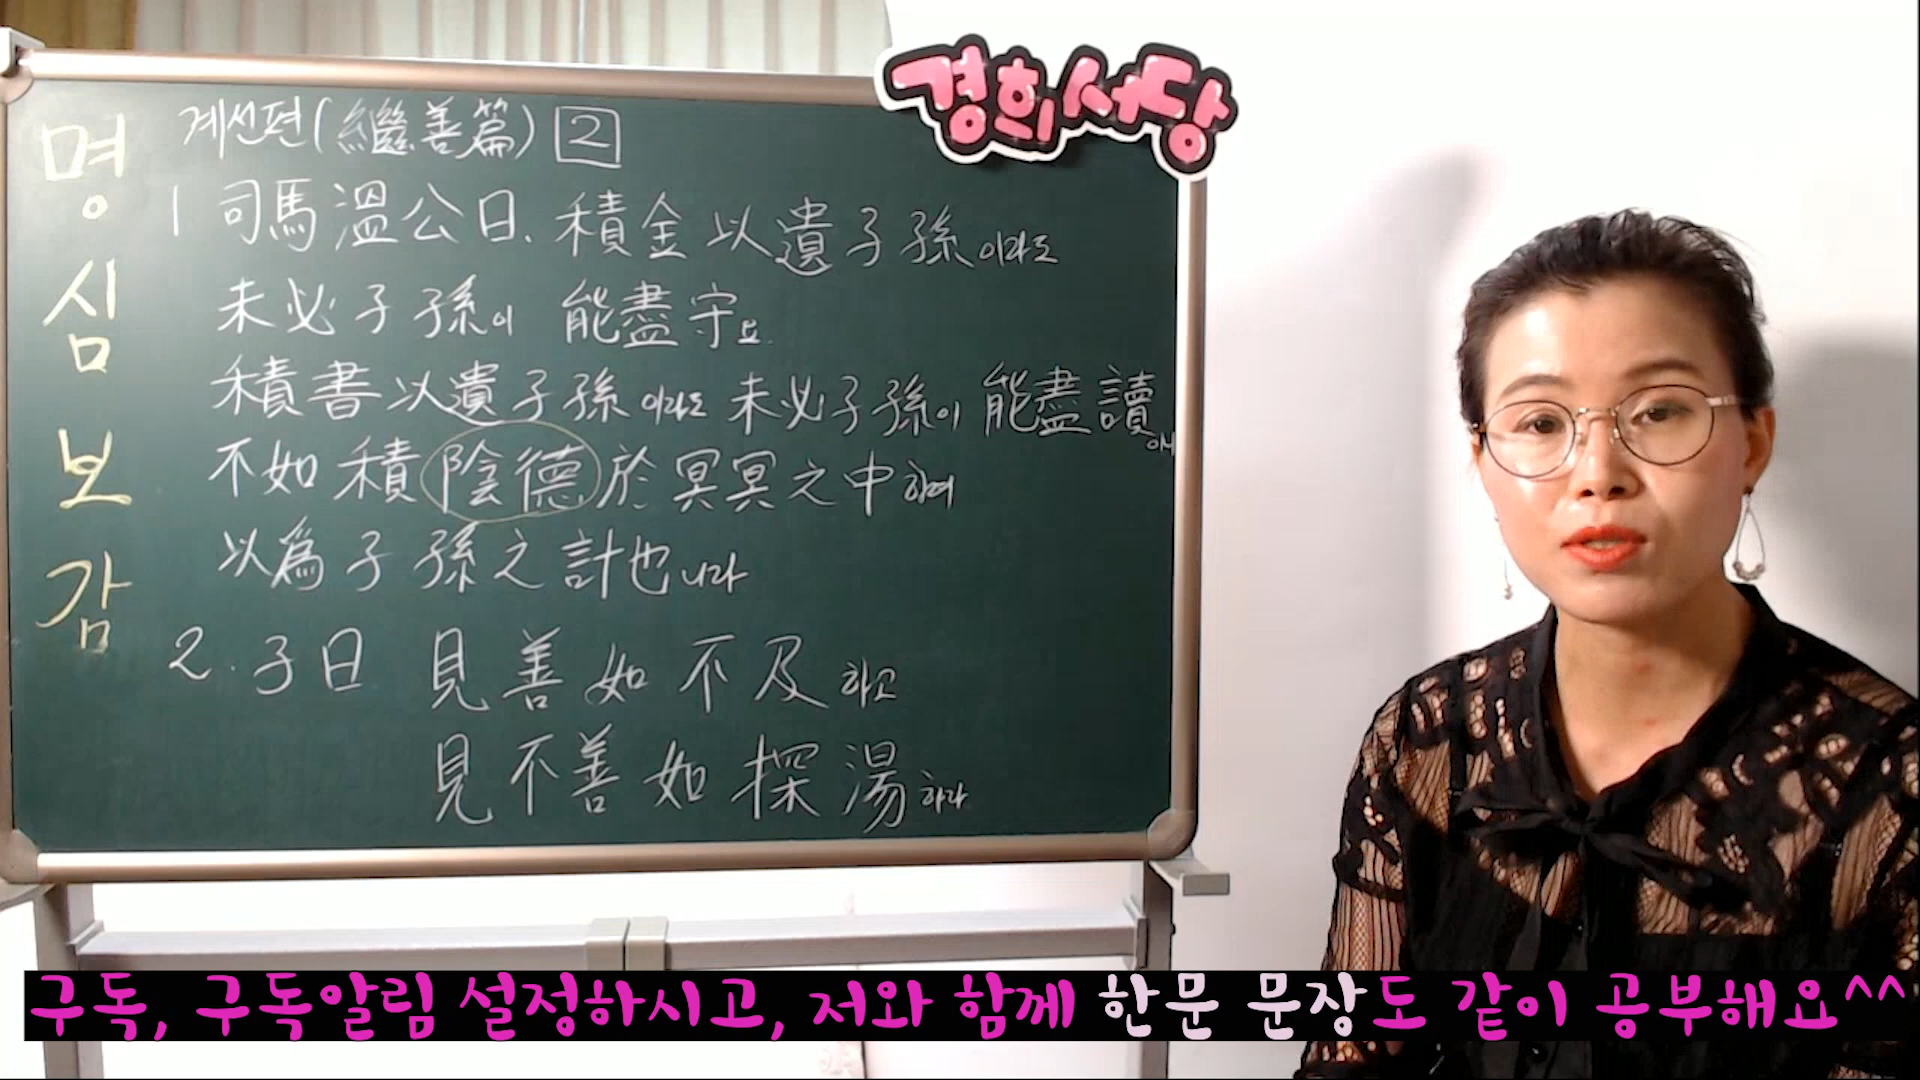 경희서당
명심보감
계선편(繼善篇) 2
1 司馬溫公曰, 積金以遺子孫이라도
未必子孫이 能盡守요.
積書以遺子孫이라도 未必子孫이 能盡讀이니
不如積陰德於冥冥之中하여
以爲子孫之計也니라
2. 子曰 見善如不及하고
見不善如探湯하라
구독, 구독알림 설정하시고, 저와 함께 한문 문장도 같이 공부해요^^